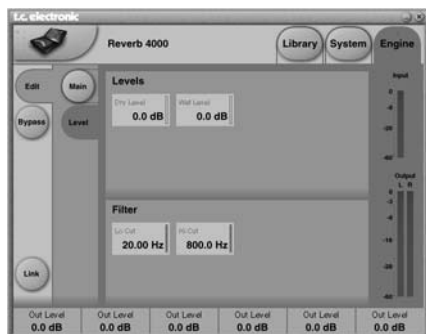 t.c. electronic
Reverb 4000
Library
System
Engine
Edit
Main
Bypass
Level
Link
Levels
Dry Level
0.0 dB
Wet Level
0.0 dB
Filter
Lo Cut
20.00 Hz
Hi Cut
800.0 Hz
Input
0
Output
L R
0
Out Level Out Level Out Level Out Level Out Level Out Level
0.0 dB 0.0 dB 0.0 dB 0.0 dB 0.0 dB 0.0 dB